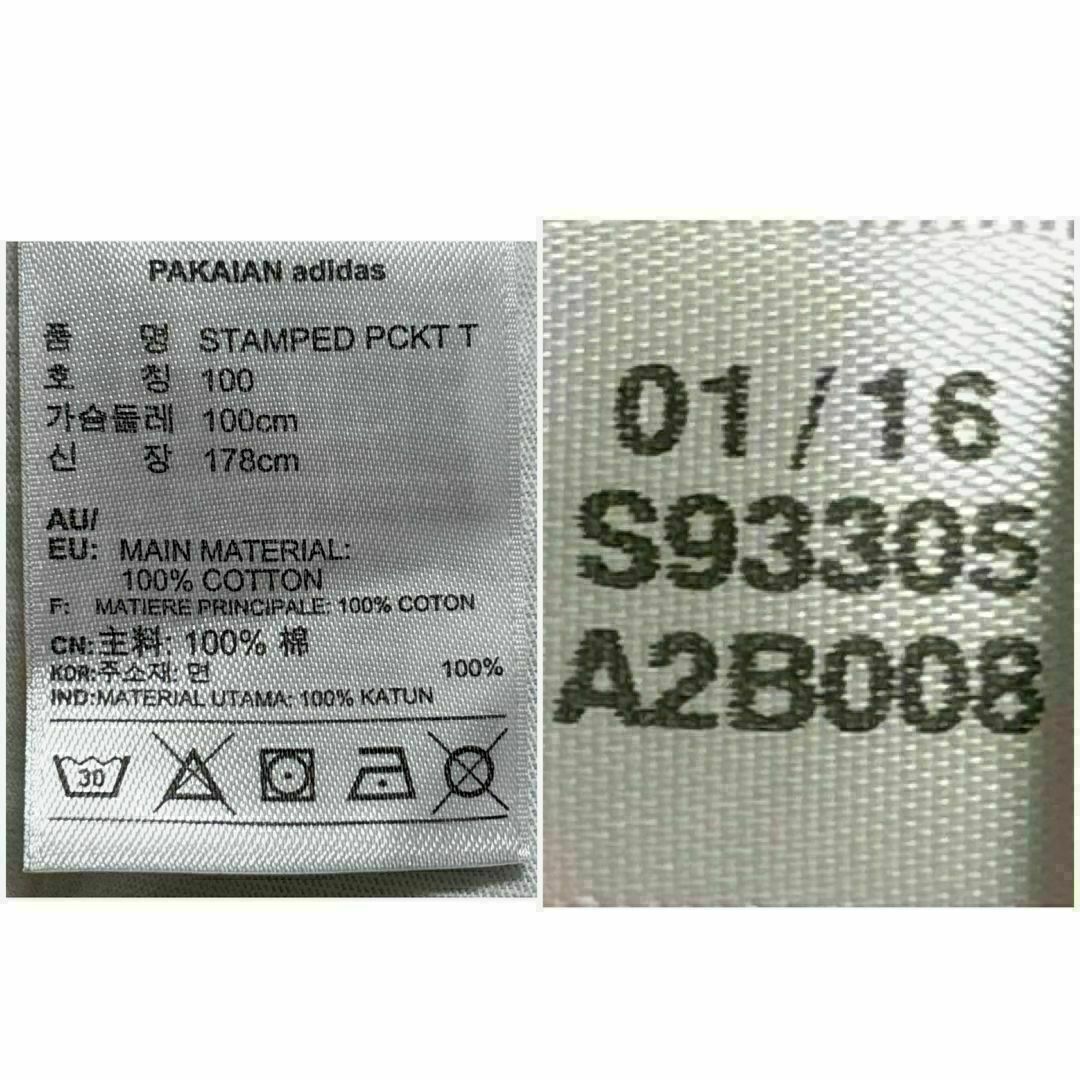 PAKAIAN adidas
품 명 STAMPED PCKT T
호 칭 100
가슴둘레 100cm
신 장 178cm
AU/
EU: MAIN MATERIAL:
100% COTTON
F: MATIERE PRINCIPALE: 100% COTON
CN: 主料: 100% 棉
KOR: 주소재: 면 100%
IND: MATERIAL UTAMA: 100% KATUN
30
01/16
S93305
A2B008